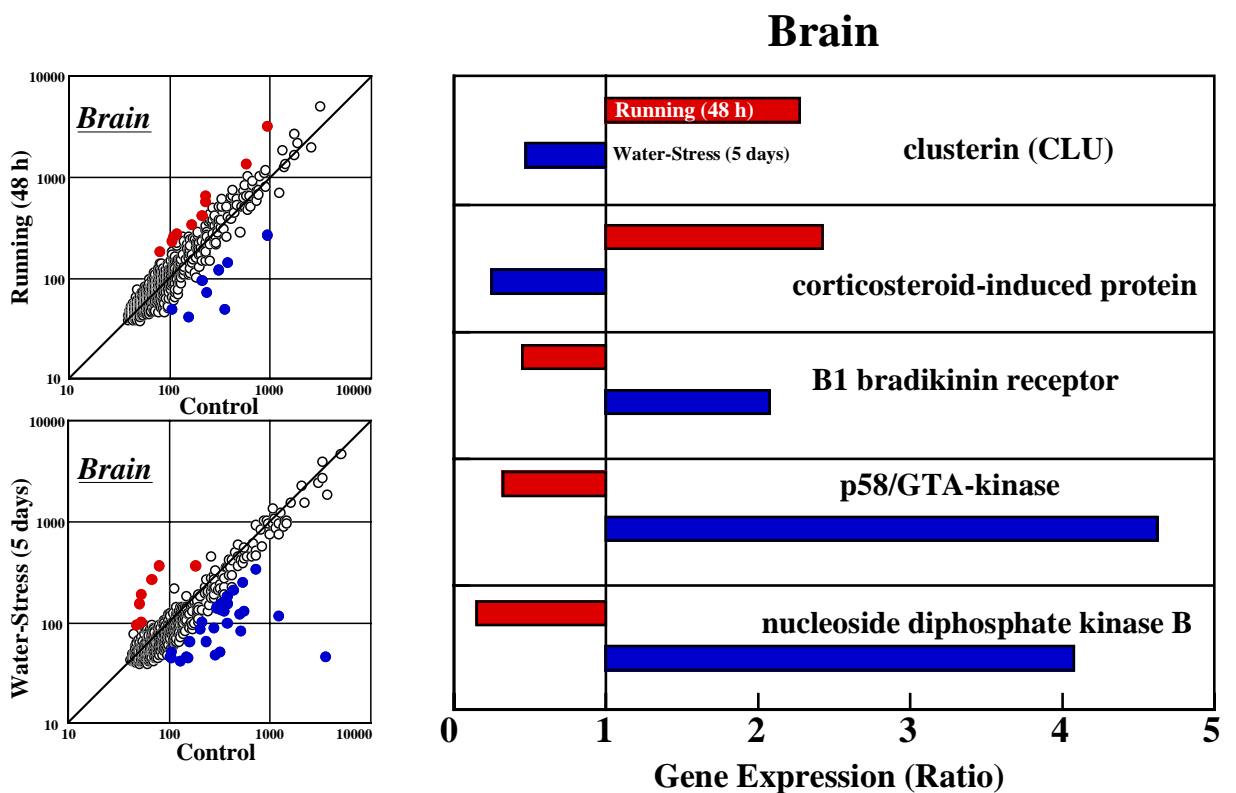 Brain
10000
1000
100
10
Running (48 h)
Brain
10
100
1000
10000
Control
10000
1000
100
10
Water-Stress (5 days)
Brain
10
100
1000
10000
Control
Running (48 h)
Water-Stress (5 days)
clusterin (CLU)
corticosteroid-induced protein
B1 bradikinin receptor
p58/GTA-kinase
nucleoside diphosphate kinase B
0 1 2 3 4 5
Gene Expression (Ratio)